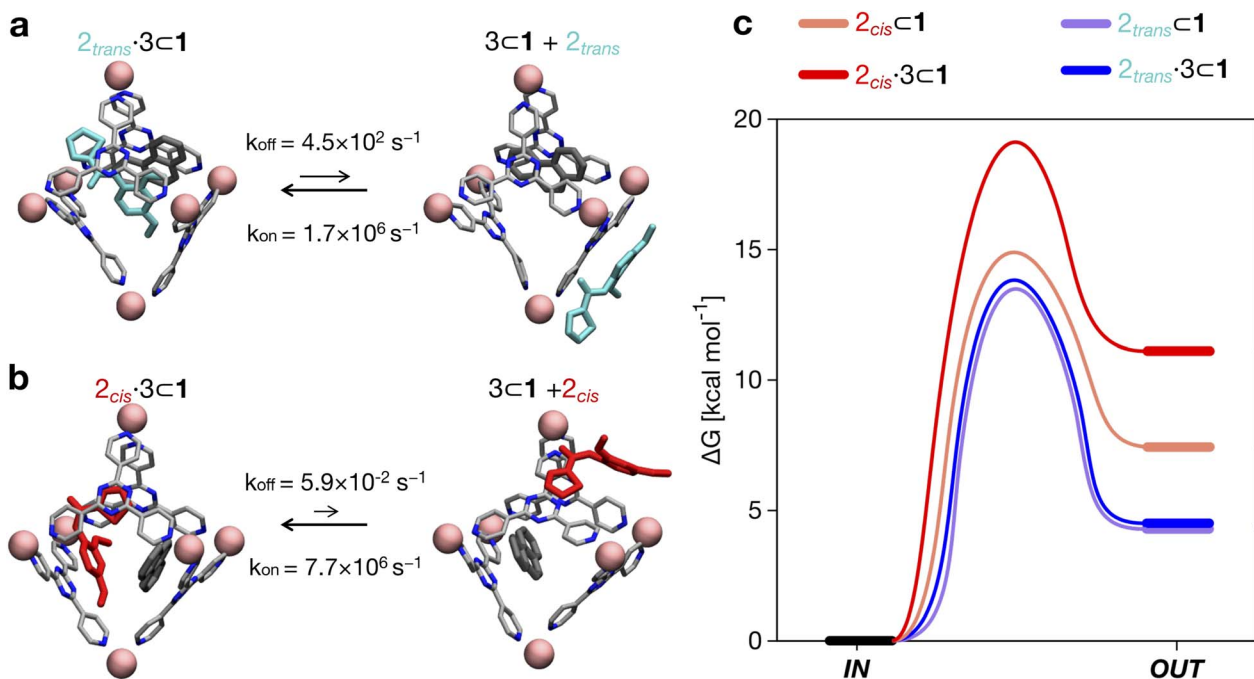 a
2trans·3⊂1
3⊂1 + 2trans
koff = 4.5×10² s⁻¹
kon = 1.7×10⁶ s⁻¹
b
2cis·3⊂1
3⊂1 +2cis
koff = 5.9×10⁻² s⁻¹
kon = 7.7×10⁶ s⁻¹
c
2cis⊂1
2trans⊂1
2cis·3⊂1
2trans·3⊂1
ΔG [kcal mol⁻¹]
20
15
10
5
0
IN
OUT